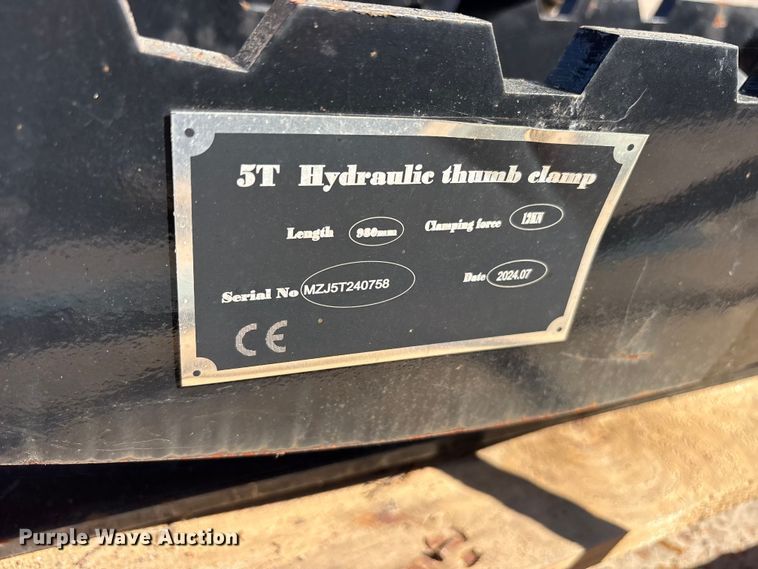 5T Hydraulic thumb clamp
Length 980mm Clamping force 12KN
Serial No MZJ5T240758 Date 2024.07
CE
Purple Wave Auction